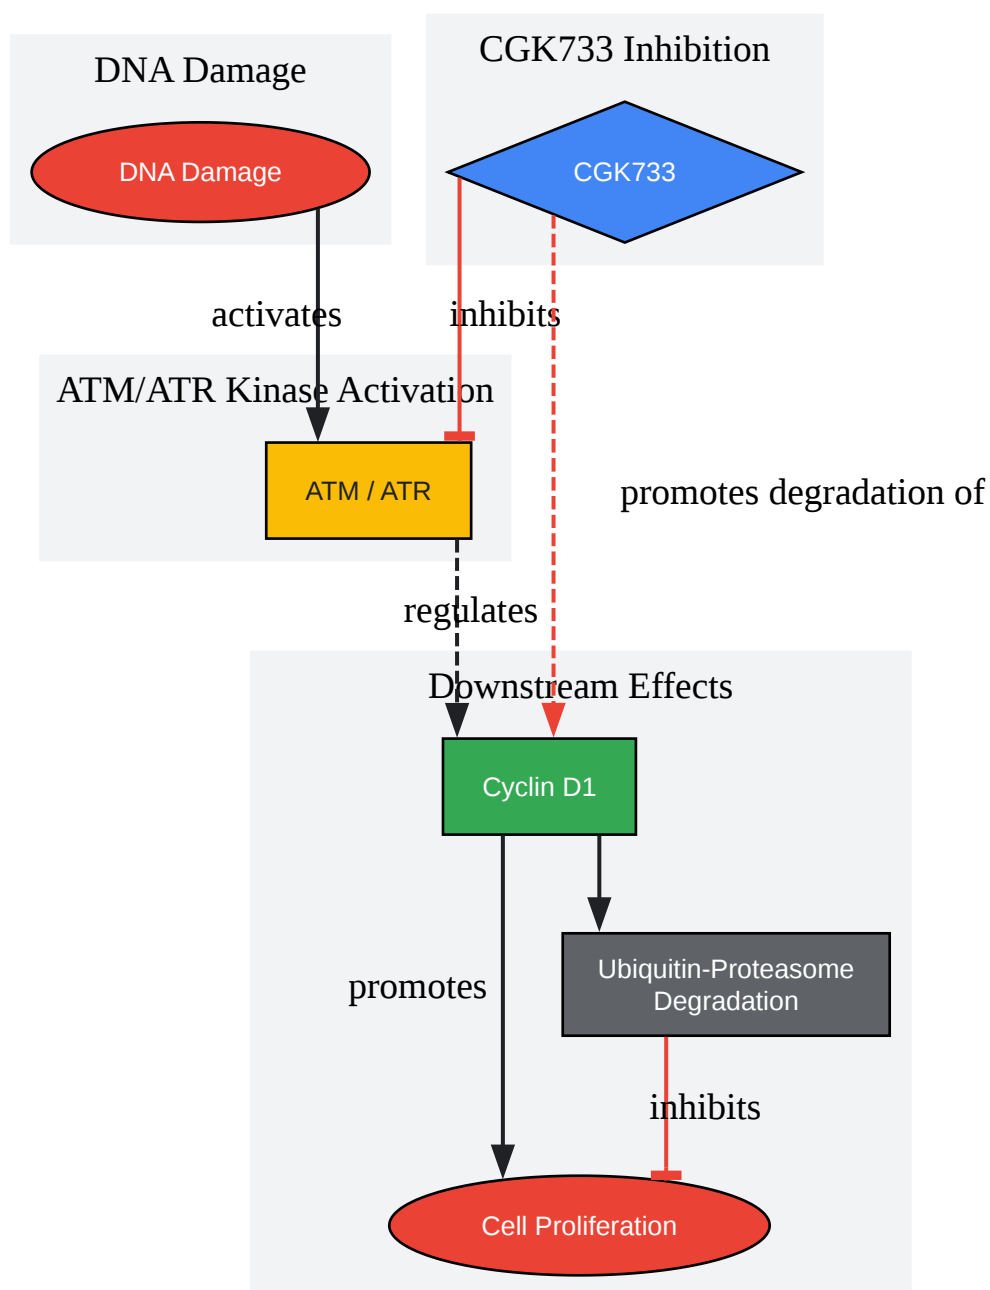 DNA Damage
DNA Damage
CGK733 Inhibition
CGK733
activates
inhibits
ATM/ATR Kinase Activation
ATM / ATR
promotes degradation of
regulates
Downstream Effects
Cyclin D1
Ubiquitin-Proteasome
Degradation
promotes
inhibits
Cell Proliferation